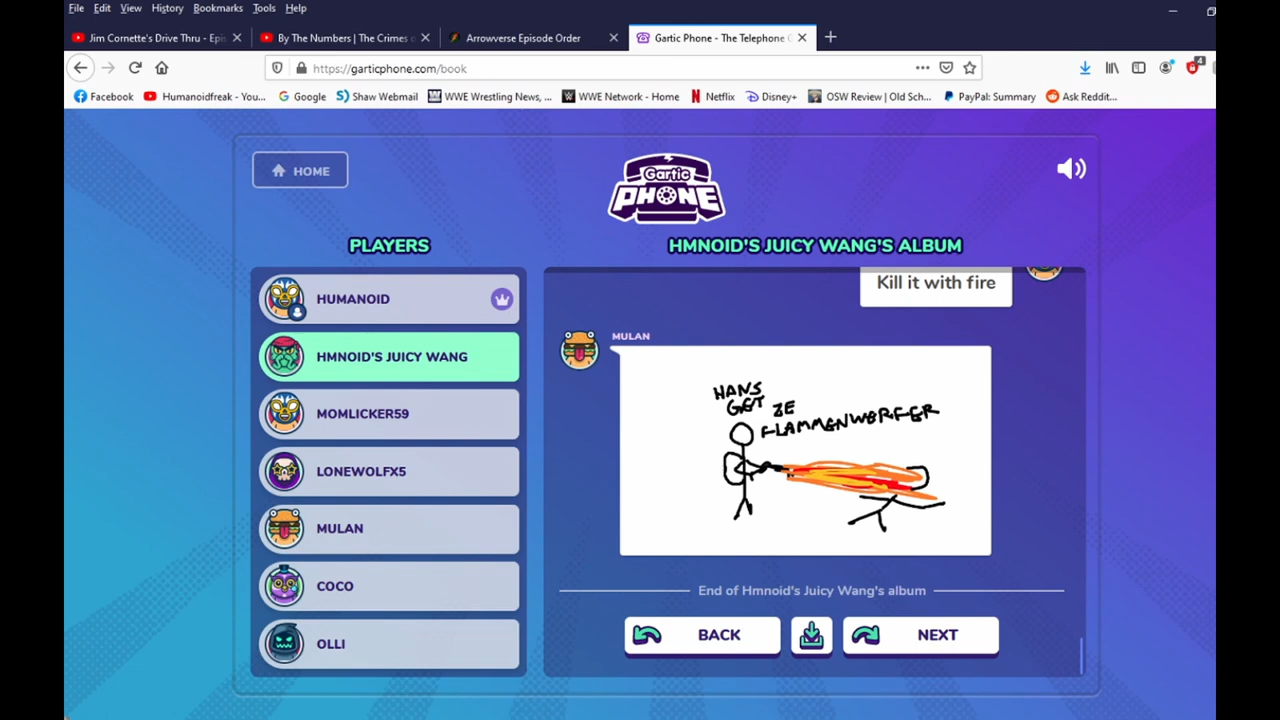 File Edit View History Bookmarks Tools Help
Jim Cornette's Drive Thru - Epi
By The Numbers | The Crimes o
Arrowverse Episode Order
Gartic Phone - The Telephone G
https://garticphone.com/book
4
Facebook
Humanoidfreak - You...
Google
Shaw Webmail
WWE Wrestling News, ...
WWE Network - Home
Netflix
Disney+
OSW Review | Old Sch...
PayPal: Summary
Ask Reddit...
HOME
Gartic
PHONE
PLAYERS
HUMANOID
HMNOID'S JUICY WANG
MOMLICKER59
LONEWOLFX5
MULAN
COCO
OLLI
HMNOID'S JUICY WANG'S ALBUM
Kill it with fire
MULAN
HANS
GET ZE
FLAMMENWERFER
End of Hmnoid's Juicy Wang's album
BACK
NEXT